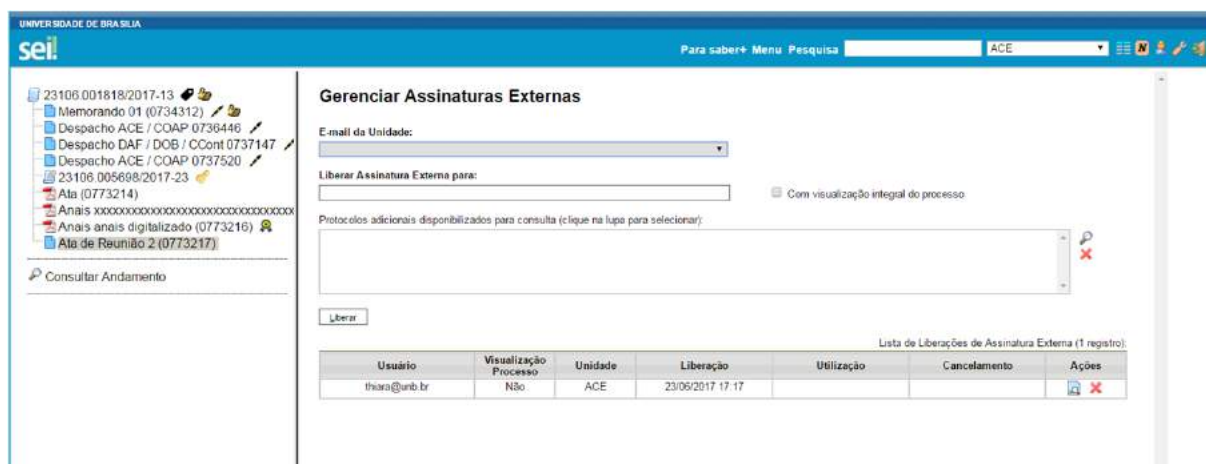 UNIVERSIDADE DE BRASILIA
sei!
Para saber+ Menu Pesquisa
ACE
N
23106.001818/2017-13
Memorando 01 (0734312)
Despacho ACE / COAP 0736446
Despacho DAF / DOB / CCont 0737147
Despacho ACE / COAP 0737520
23106.005698/2017-23
Ata (0773214)
Anais xxxxxxxxxxxxxxxxxxxxxxxxxxxxxxxxx
Anais anais digitalizado (0773216)
Ata de Reunião 2 (0773217)
Consultar Andamento
Gerenciar Assinaturas Externas
E-mail da Unidade:
Liberar Assinatura Externa para:
Com visualização integral do processo
Protocolos adicionais disponibilizados para consulta (clique na lupa para selecionar):
Liberar
Lista de Liberações de Assinatura Externa (1 registro):
Usuário Visualização Processo Unidade Liberação Utilização Cancelamento Ações
thiara@unb.br Não ACE 23/06/2017 17:17